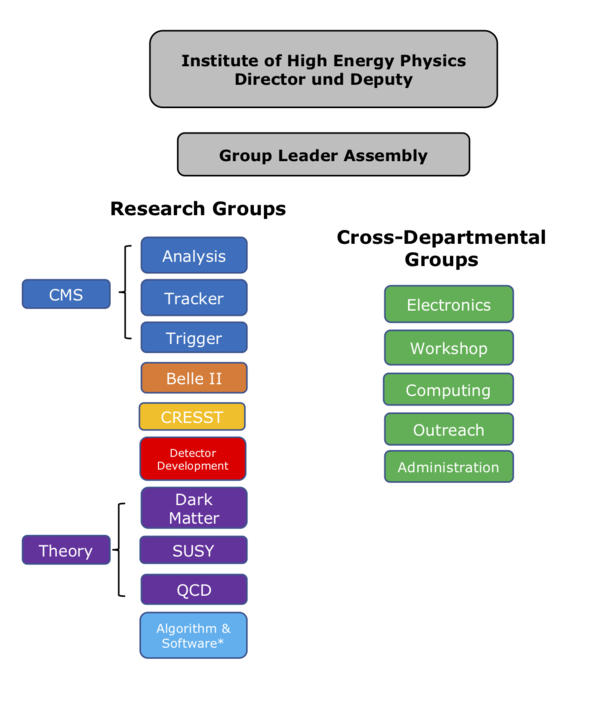 Institute of High Energy Physics
Director und Deputy
Group Leader Assembly
Research Groups
CMS
Analysis
Tracker
Trigger
Belle II
CRESST
Detector
Development
Theory
Dark
Matter
SUSY
QCD
Algorithm &
Software*
Cross-Departmental
Groups
Electronics
Workshop
Computing
Outreach
Administration